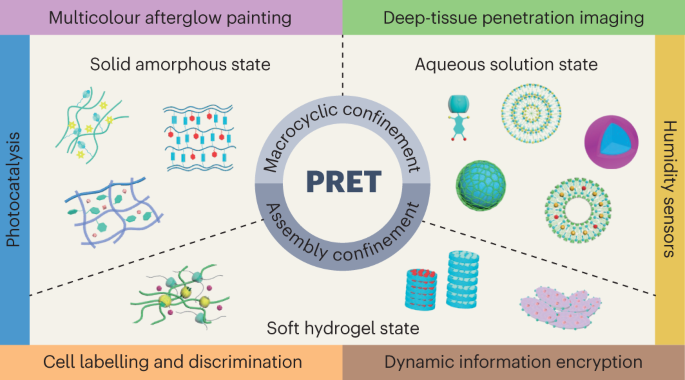 Multicolour afterglow painting
Deep-tissue penetration imaging
Solid amorphous state
Aqueous solution state
Photocatalysis
Macrocyclic confinement
PRET
Assembly confinement
Humidity sensors
Soft hydrogel state
Cell labelling and discrimination
Dynamic information encryption